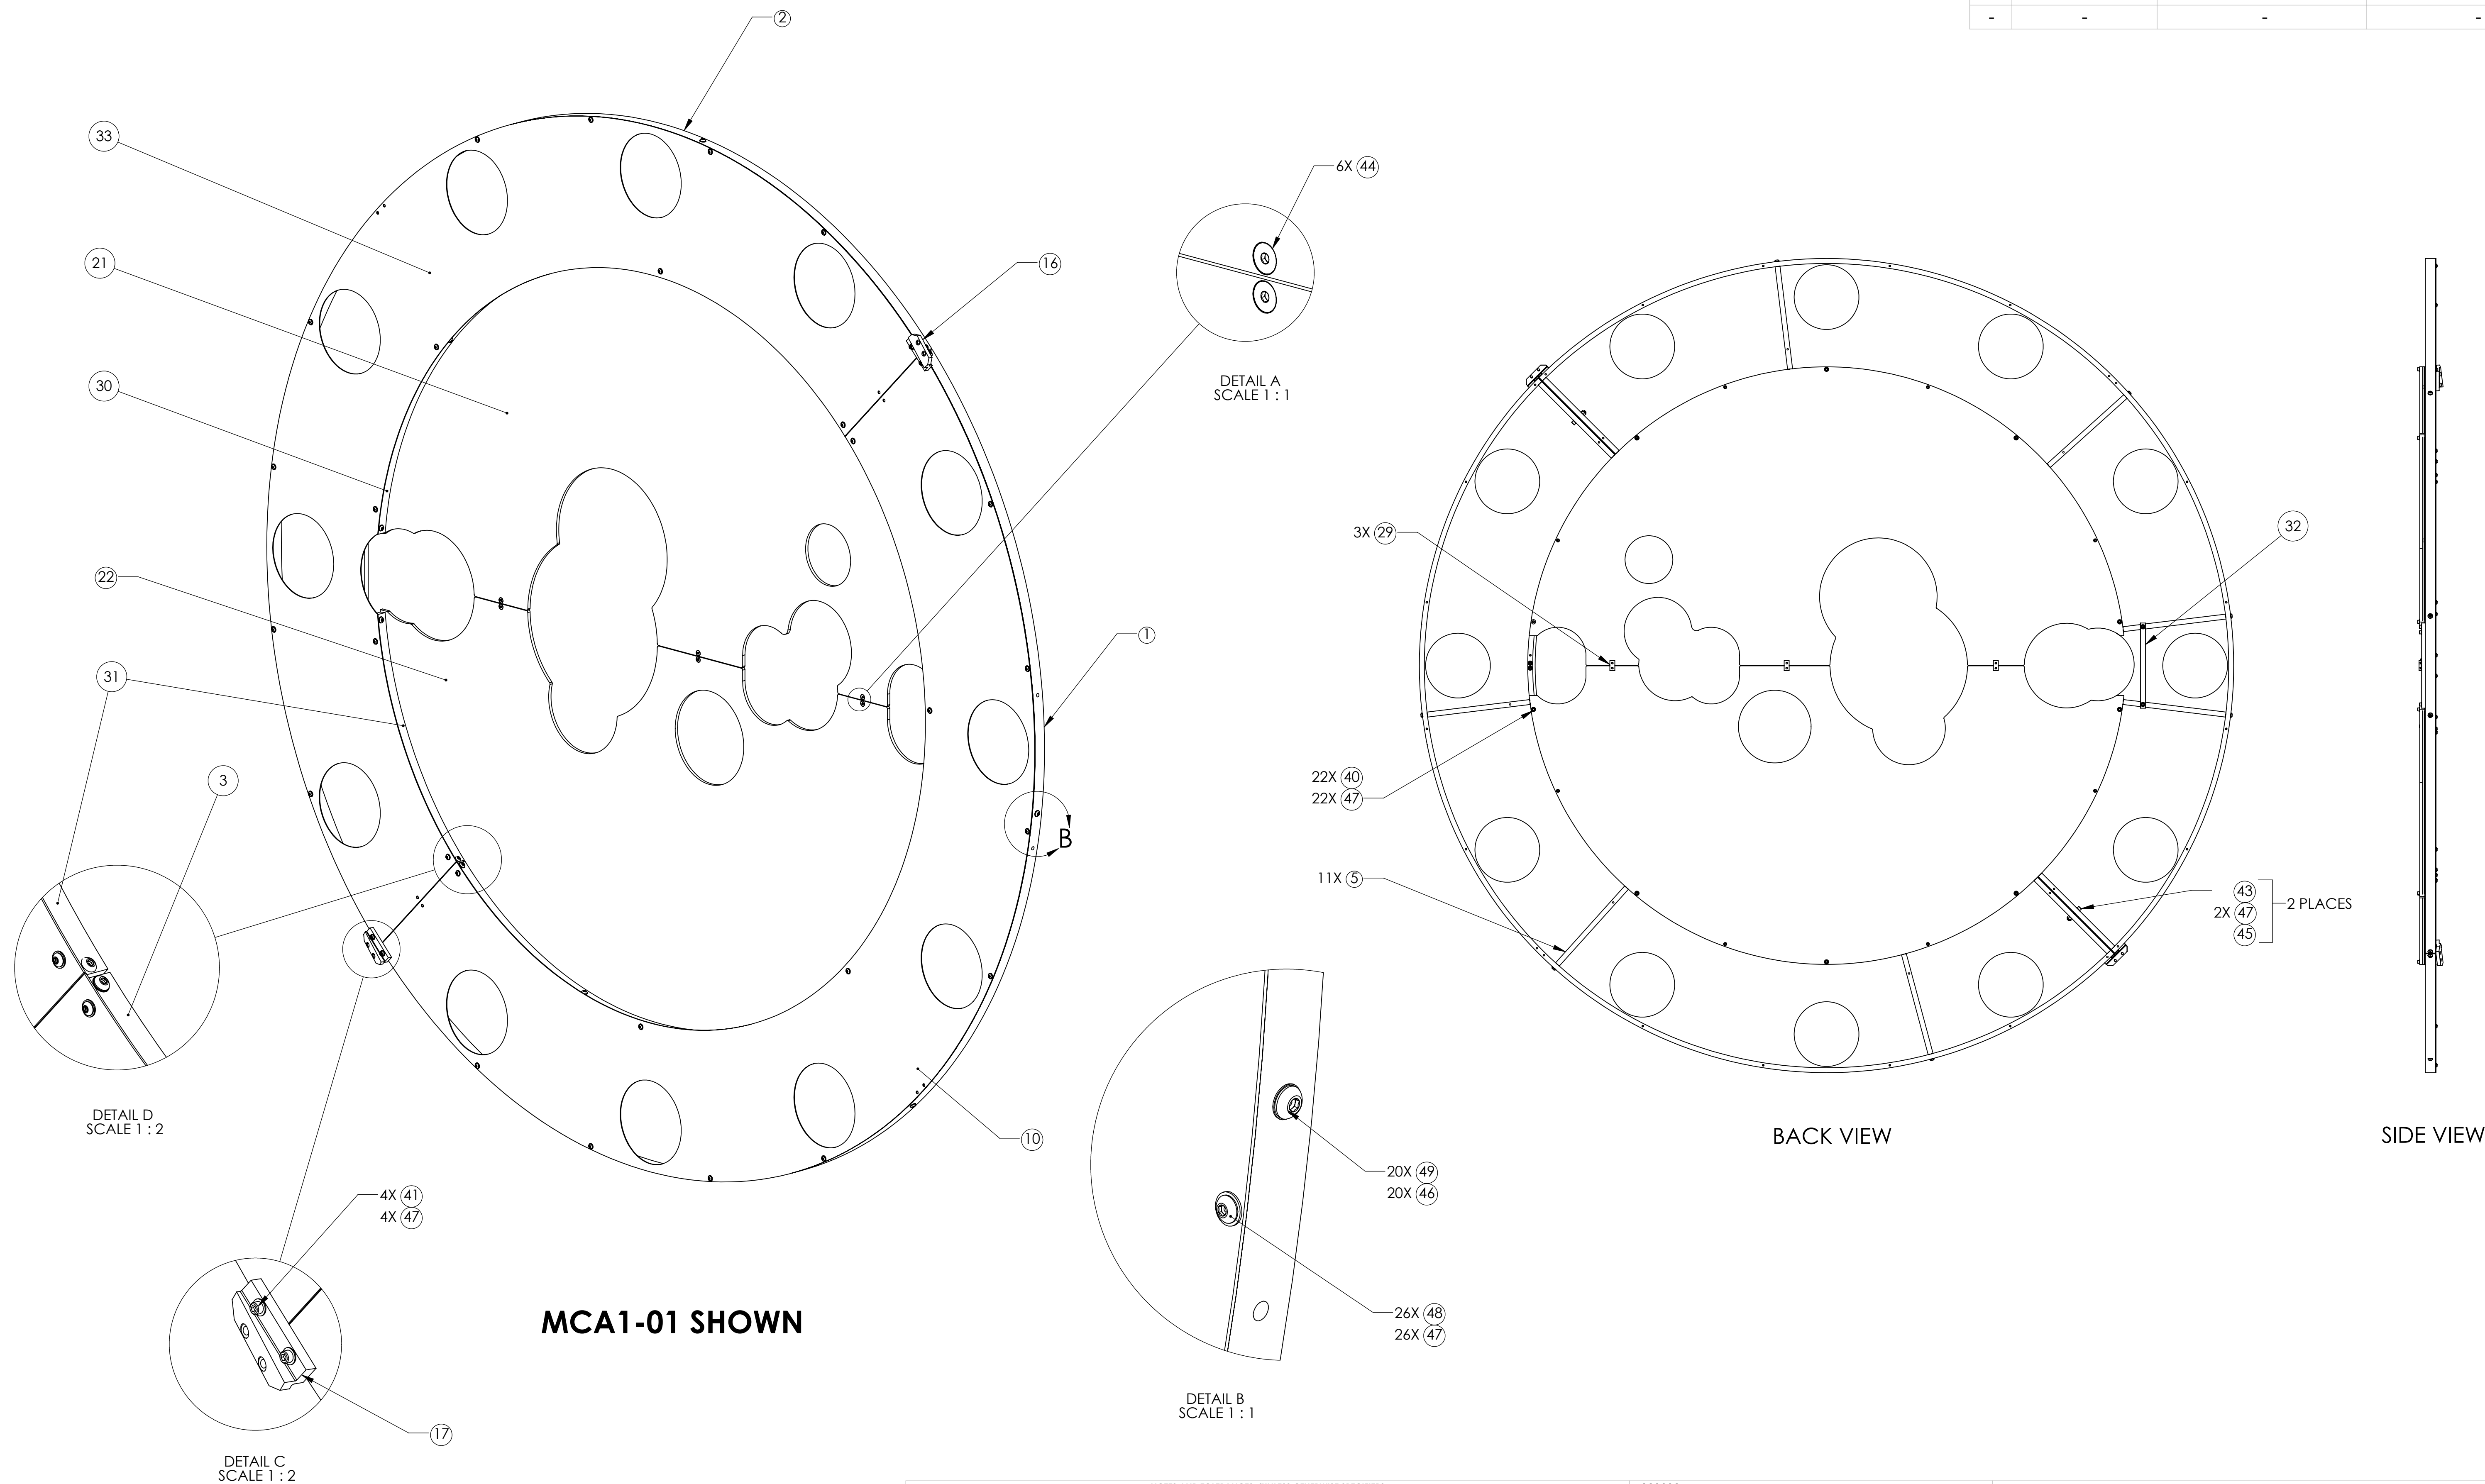 - - - -
2
33
6X 44
21
16
DETAIL A
SCALE 1 : 1
30
3X 29
32
22
1
31
3
B
22X 40
22X 47
11X 5
43
2X 47
45
2 PLACES
DETAIL D
SCALE 1 : 2
10
BACK VIEW
SIDE VIEW
20X 49
20X 46
4X 41
4X 47
MCA1-01 SHOWN
26X 48
26X 47
DETAIL B
SCALE 1 : 1
17
DETAIL C
SCALE 1 : 2